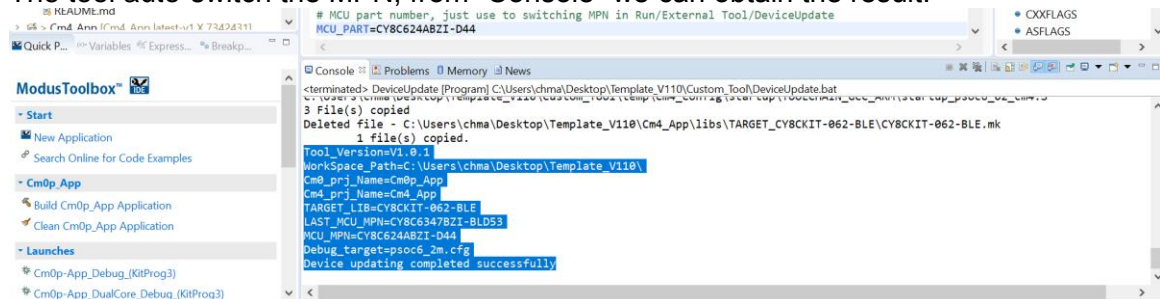 The tool auto-switch the MPN, from "Console" we can obtain the result.
README.md
# MCU part number, just use to switching MPN in Run/External Tool/DeviceUpdate
CXXFLAGS
> Cm4_App [Cm4_App.latest-v1.X 73424311]
MCU_PART=CY8C624ABZI-D44
ASFLAGS
Quick P... Variables Express... Breakp...
Console Problems Memory News
<terminated> DeviceUpdate [Program] C:\Users\chma\Desktop\Template_V110\Custom_Tool\DeviceUpdate.bat
ModusToolbox™
3 File(s) copied
Start
Deleted file - C:\Users\chma\Desktop\Template_V110\Cm4_App\libs\TARGET_CY8CKIT-062-BLE\CY8CKIT-062-BLE.mk
1 file(s) copied.
New Application
Tool_Version=V1.0.1
Search Online for Code Examples
WorkSpace_Path=C:\Users\chma\Desktop\Template_V110\
Cm0_prj_Name=Cm0p_App
Cm0p_App
Cm4_prj_Name=Cm4_App
Build Cm0p_App Application
TARGET_LIB=CY8CKIT-062-BLE
Clean Cm0p_App Application
LAST_MCU_MPN=CY8C6347BZI-BLD53
MCU_MPN=CY8C624ABZI-D44
Launches
Debug_target=psoc6_2m.cfg
Cm0p-App_Debug_(KitProg3)
Device updating completed successfully
Cm0p-App_DualCore_Debug_(KitProg3)